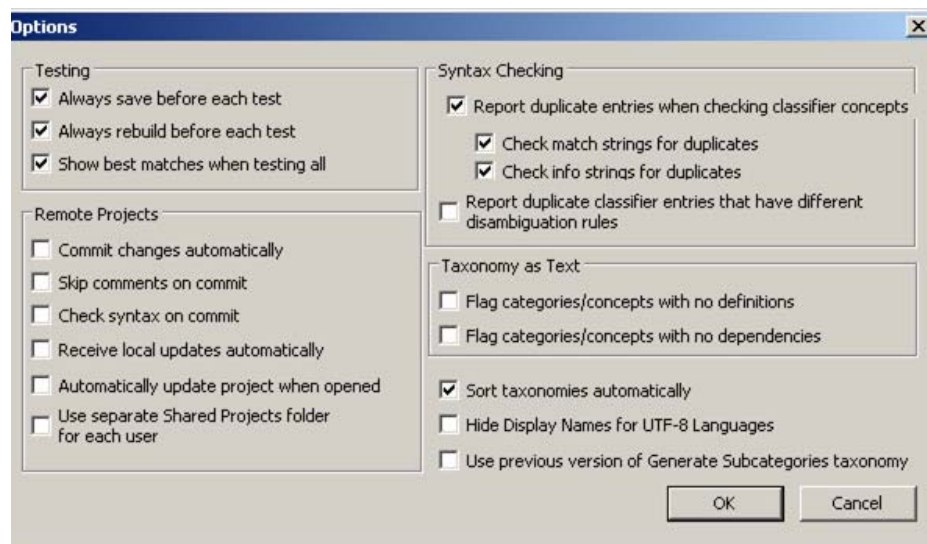 Options
Testing
Always save before each test
Always rebuild before each test
Show best matches when testing all
Remote Projects
Commit changes automatically
Skip comments on commit
Check syntax on commit
Receive local updates automatically
Automatically update project when opened
Use separate Shared Projects folder
for each user
Syntax Checking
Report duplicate entries when checking classifier concepts
Check match strings for duplicates
Check info strings for duplicates
Report duplicate classifier entries that have different
disambiguation rules
Taxonomy as Text
Flag categories/concepts with no definitions
Flag categories/concepts with no dependencies
Sort taxonomies automatically
Hide Display Names for UTF-8 Languages
Use previous version of Generate Subcategories taxonomy
OK
Cancel